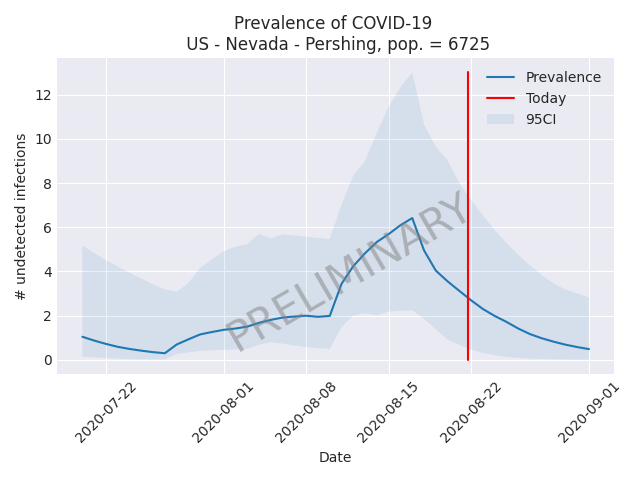 Prevalence of COVID-19
US - Nevada - Pershing, pop. = 6725
# undetected infections
12
10
8
6
4
2
0
Prevalence
Today
95CI
PRELIMINARY
2020-07-22
2020-08-01
2020-08-08
2020-08-15
2020-08-22
2020-09-01
Date